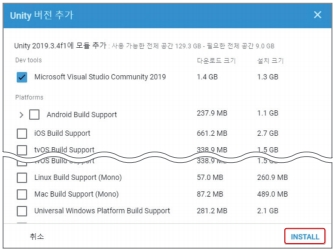 Unity 버전 추가
Unity 2019.3.4f1에 모듈 추가 : 사용 가능한 전체 공간 129.3 GB - 필요한 전체 공간 9.0 GB
Dev tools 다운로드 크기 설치 크기
Microsoft Visual Studio Community 2019 1.4 GB 1.3 GB
Platforms
Android Build Support 237.9 MB 1.1 GB
iOS Build Support 661.2 MB 2.7 GB
tvOS Build Support 338.9 MB 1.5 GB
tvOS Build Support 338.9 MB 1.5 GB
Linux Build Support (Mono) 57.0 MB 260.9 MB
Mac Build Support (Mono) 87.2 MB 489.0 MB
Universal Windows Platform Build Support 281.2 MB 2.1 GB
취소 INSTALL